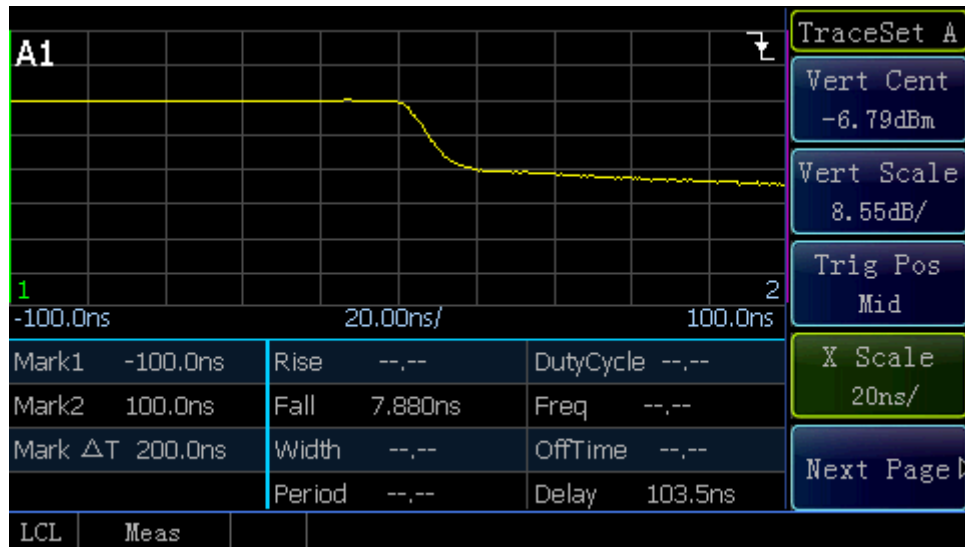 A1
1
2
-100.0ns 20.00ns/ 100.0ns
Mark1 -100.0ns Rise --.-- DutyCycle --.--
Mark2 100.0ns Fall 7.880ns Freq --.--
Mark △T 200.0ns Width --.-- OffTime --.--
Period --.-- Delay 103.5ns
LCL Meas
TraceSet A
Vert Cent
-6.79dBm
Vert Scale
8.55dB/
Trig Pos
Mid
X Scale
20ns/
Next Page